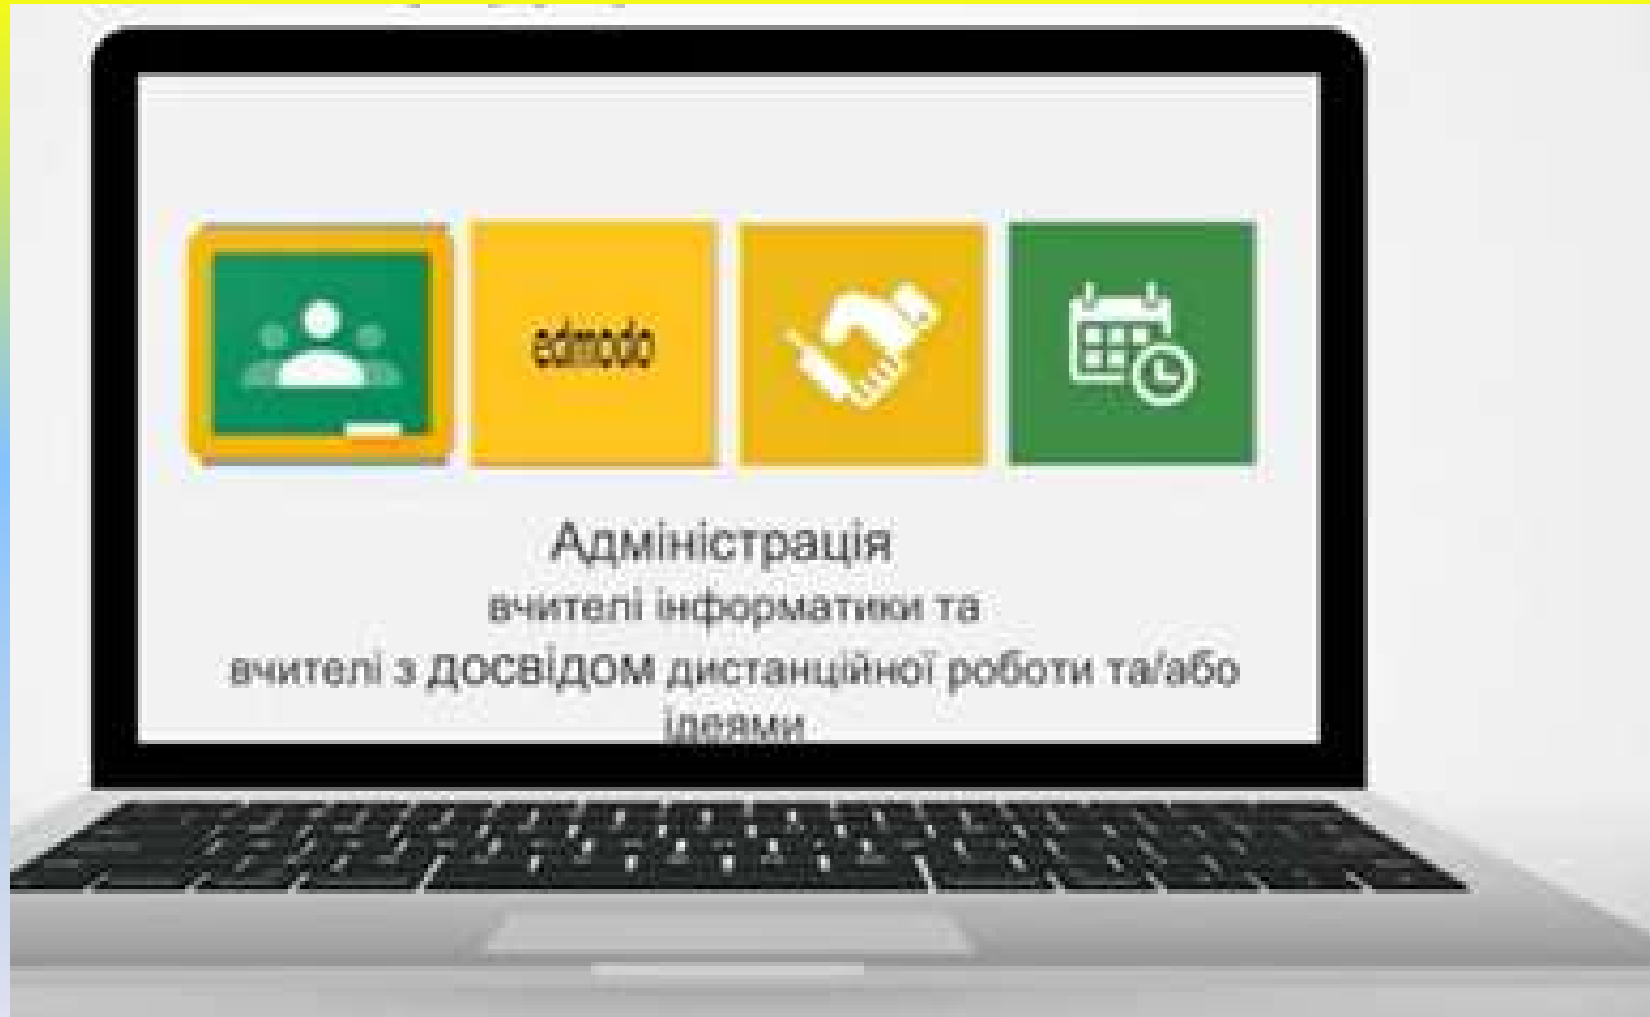 edmodo
Адміністрація
вчителі інформатики та
вчителі з ДОСВІДОМ дистанційної роботи та/або
ідеями